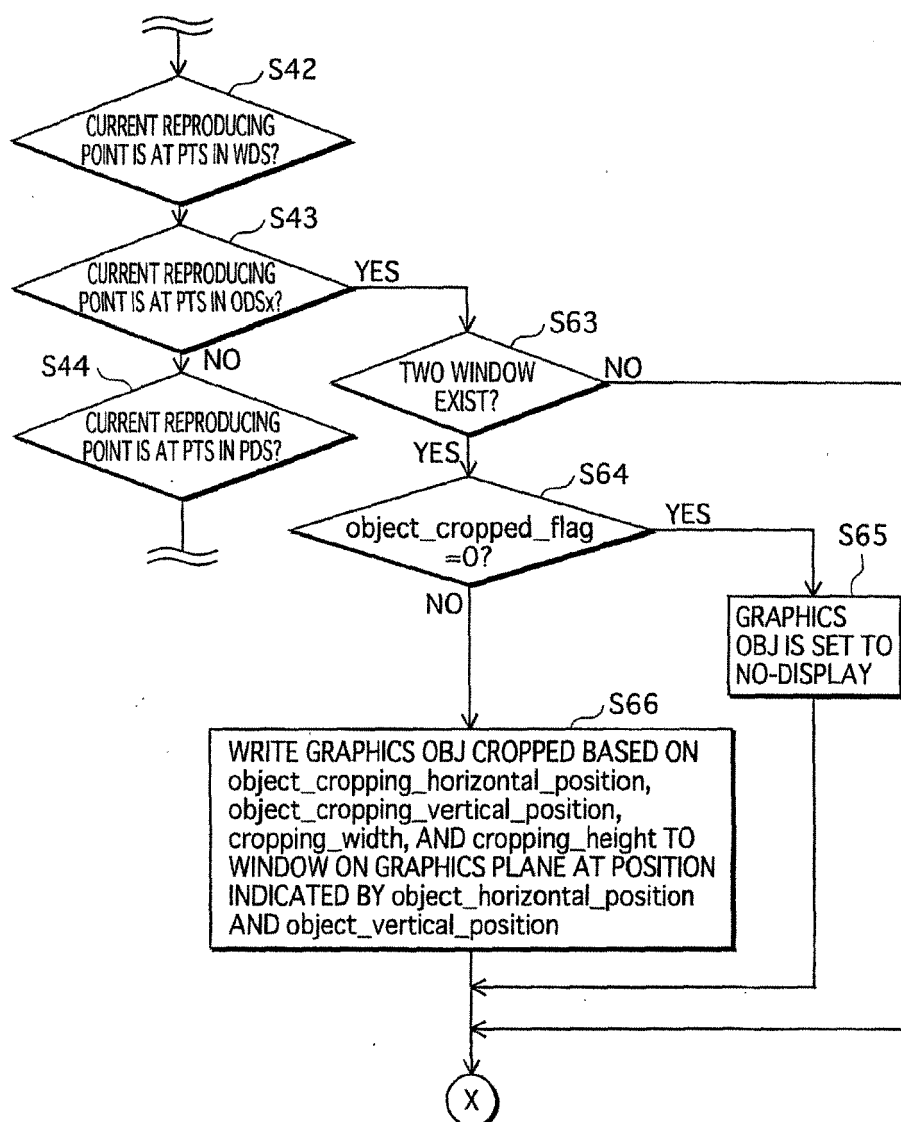 S42
CURRENT REPRODUCING
POINT IS AT PTS IN WDS?
S43
CURRENT REPRODUCING
POINT IS AT PTS IN ODSx?
YES
NO
S44
CURRENT REPRODUCING
POINT IS AT PTS IN PDS?
S63
TWO WINDOW
EXIST?
NO
YES
S64
object_cropped_flag
=0?
YES
NO
S65
GRAPHICS
OBJ IS SET TO
NO-DISPLAY
S66
WRITE GRAPHICS OBJ CROPPED BASED ON
object_cropping_horizontal_position,
object_cropping_vertical_position,
cropping_width, AND cropping_height TO
WINDOW ON GRAPHICS PLANE AT POSITION
INDICATED BY object_horizontal_position
AND object_vertical_position
X